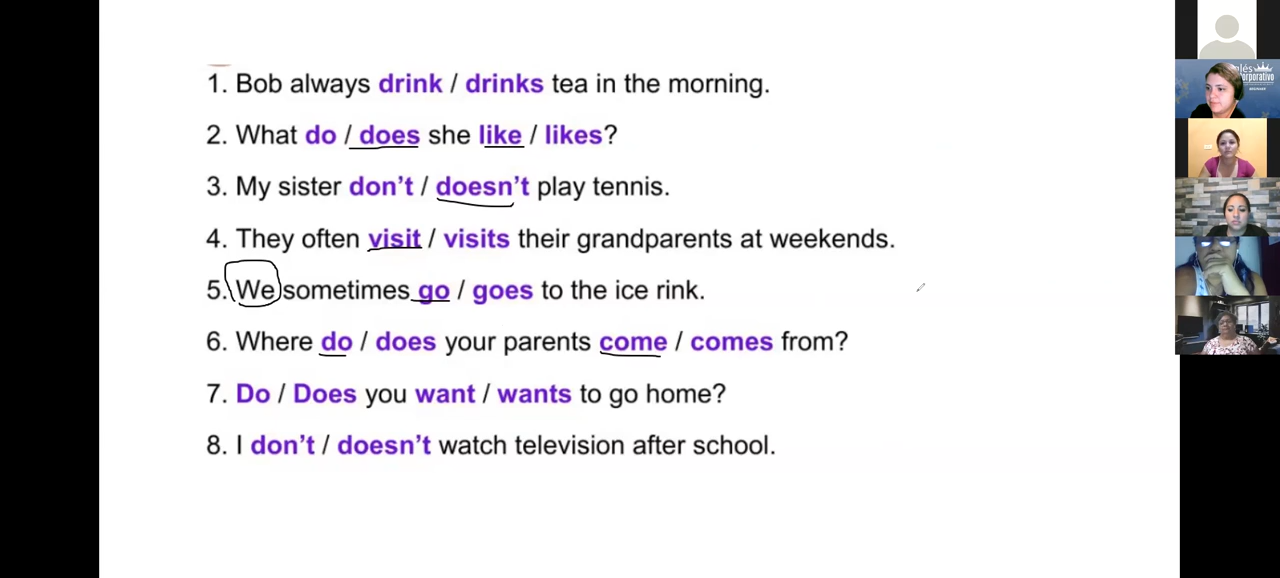 1. Bob always drink / drinks tea in the morning.
2. What do / does she like / likes?
3. My sister don't / doesn't play tennis.
4. They often visit / visits their grandparents at weekends.
5. We sometimes go / goes to the ice rink.
6. Where do / does your parents come / comes from?
7. Do / Does you want / wants to go home?
8. I don't / doesn't watch television after school.